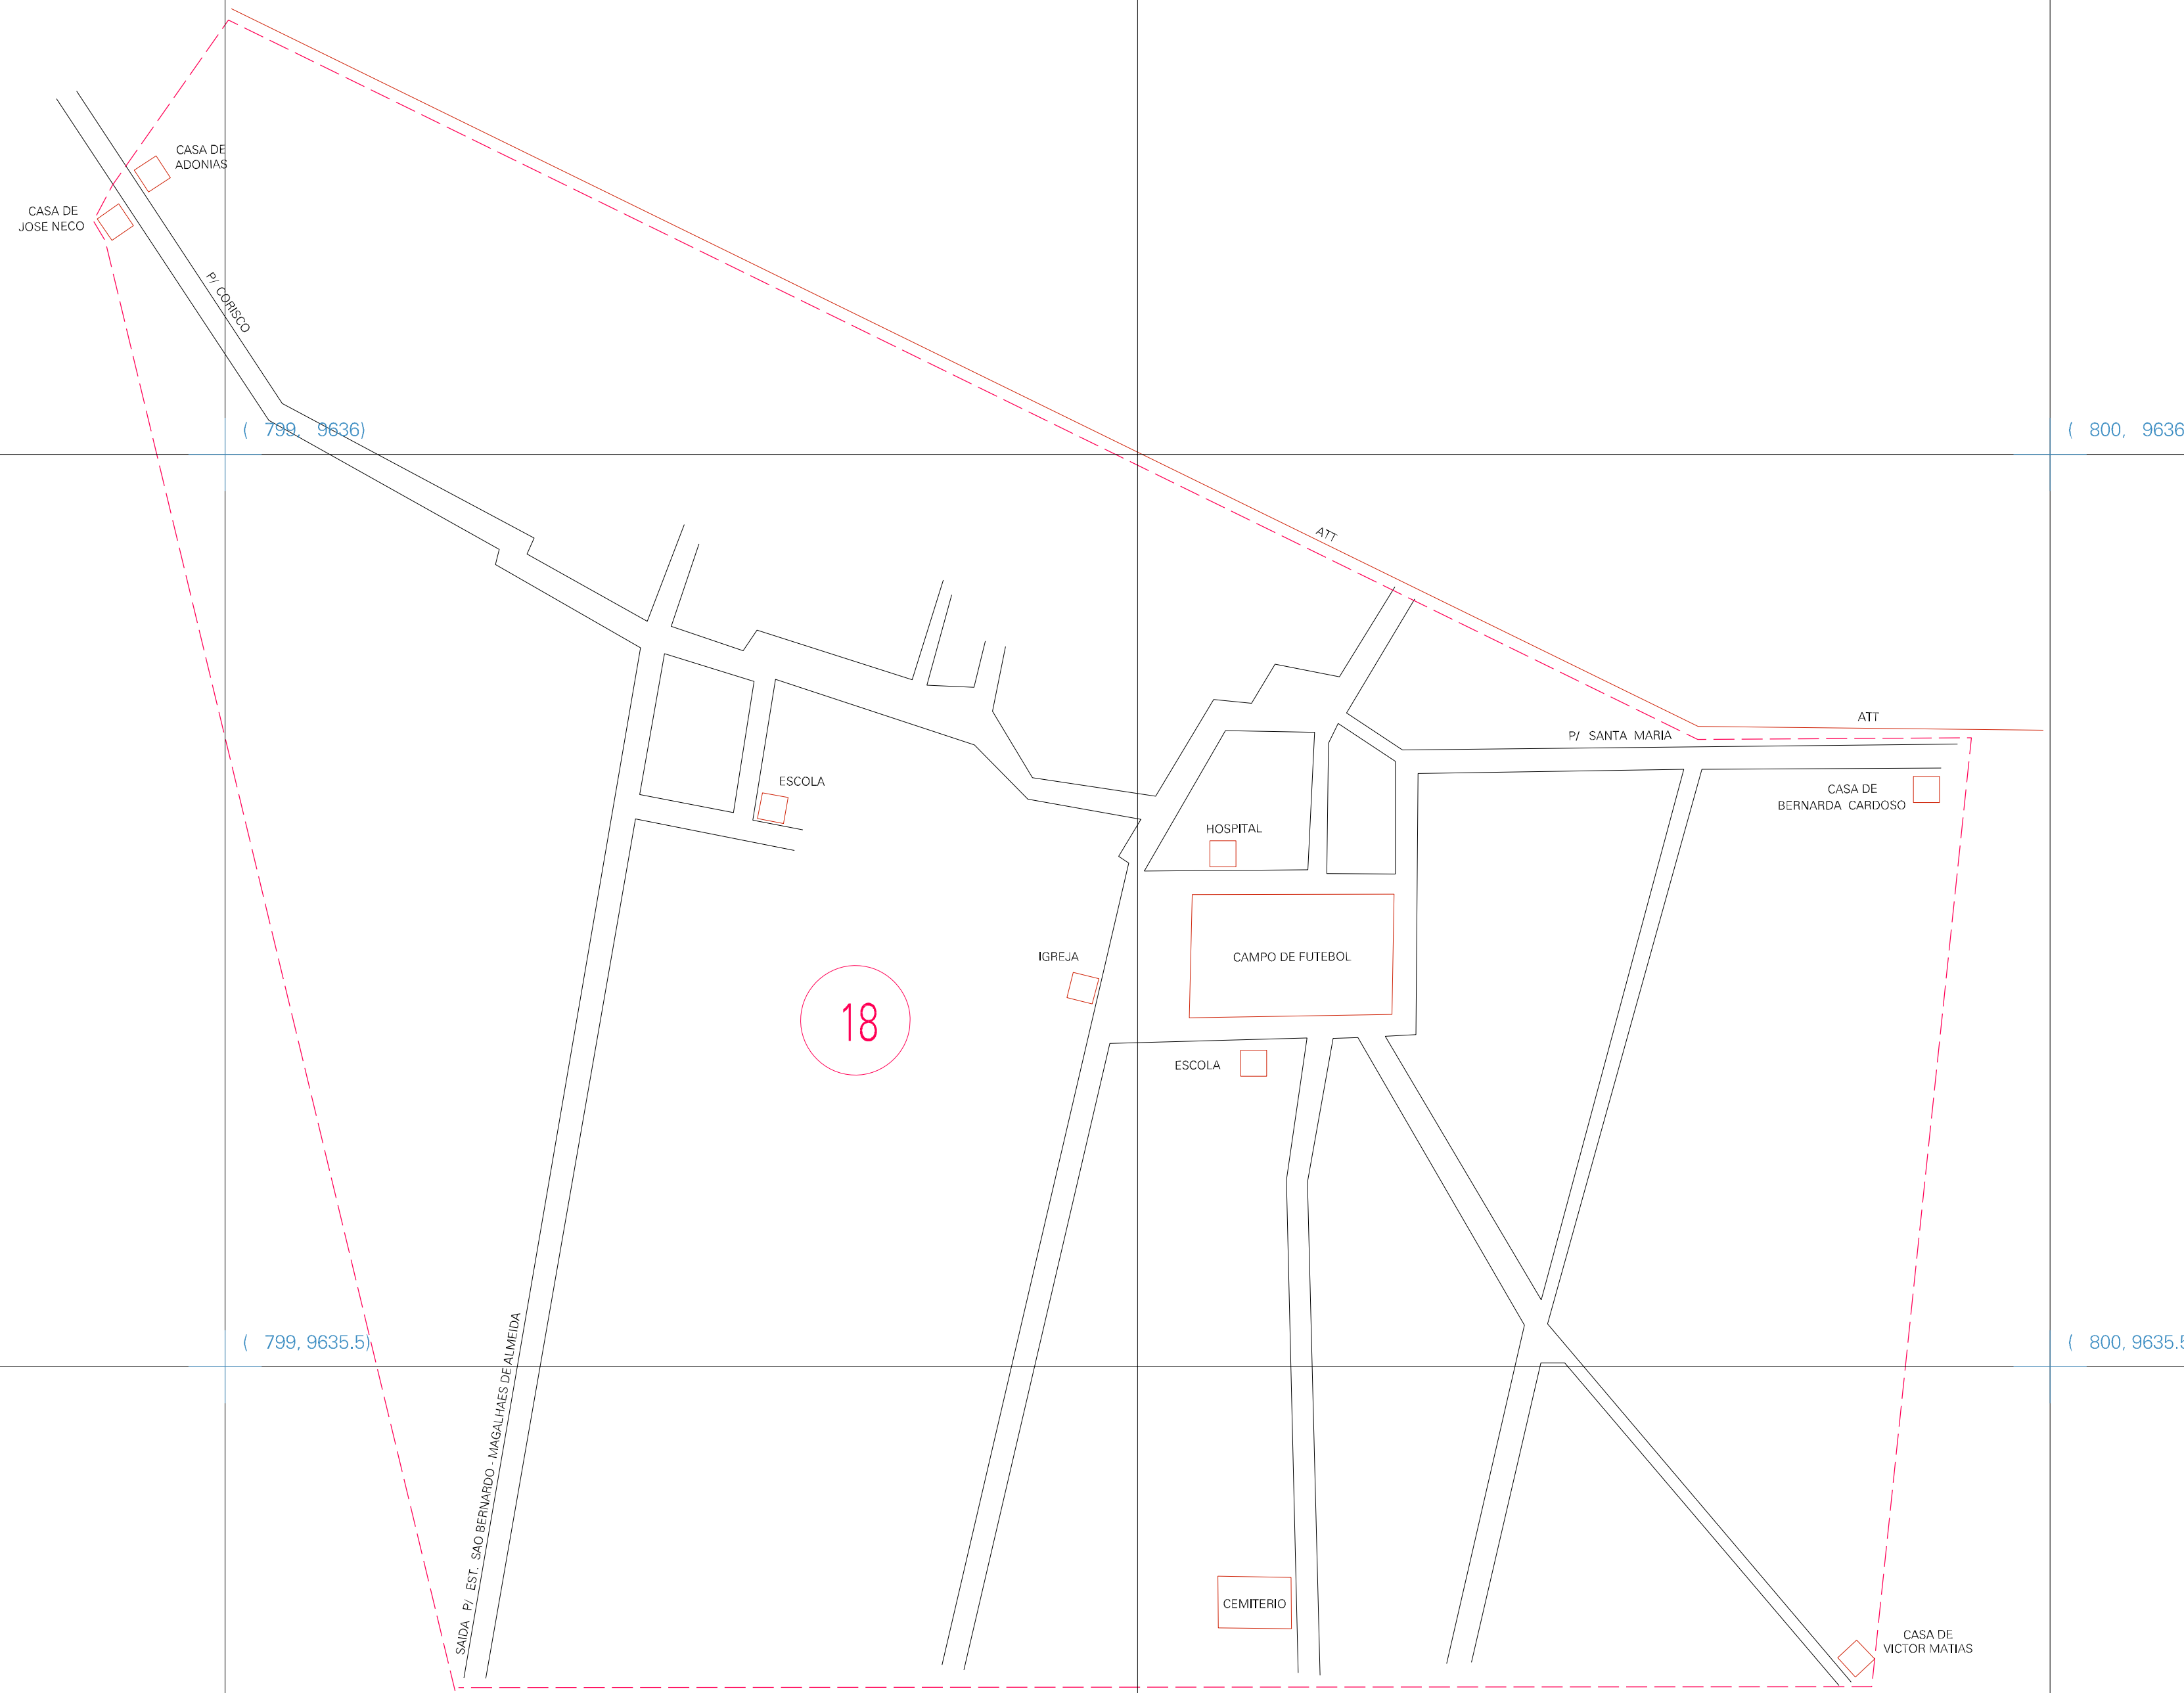 CASA DE
ADONIAS
CASA DE
JOSE NECO
P/ CORISCO
( 799, 9636)
( 800, 9636
ATT
ATT
P/ SANTA MARIA
ESCOLA
CASA DE
BERNARDA CARDOSO
HOSPITAL
IGREJA
CAMPO DE FUTEBOL
18
ESCOLA
( 799, 9635.5)
( 800, 9635.5
SAIDA P/ EST. SAO BERNARDO - MAGALHAES DE ALMEIDA
CEMITERIO
CASA DE
VICTOR MATIAS